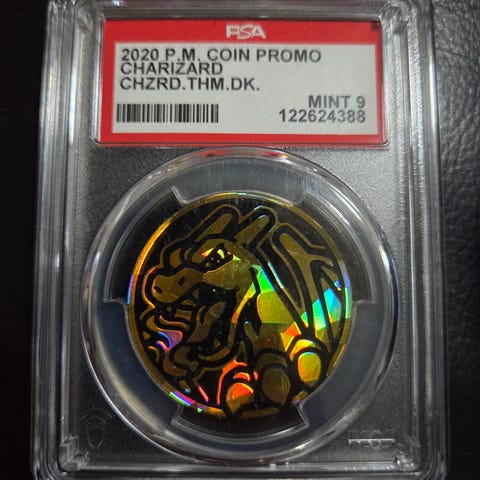 PSA
2020 P.M. COIN PROMO
CHARIZARD
CHZRD.THM.DK.
MINT 9
122624388